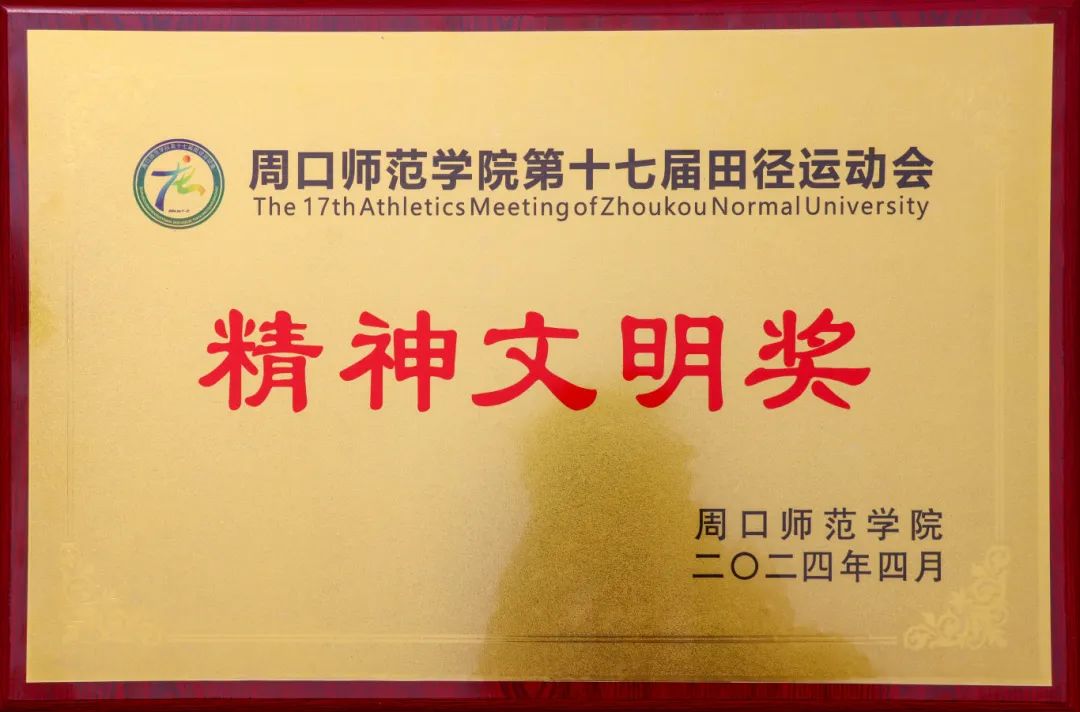 周口师范学院第十七届田径运动会
The 17th Athletics Meeting of Zhoukou Normal University
精神文明奖
周口师范学院
二〇二四年四月